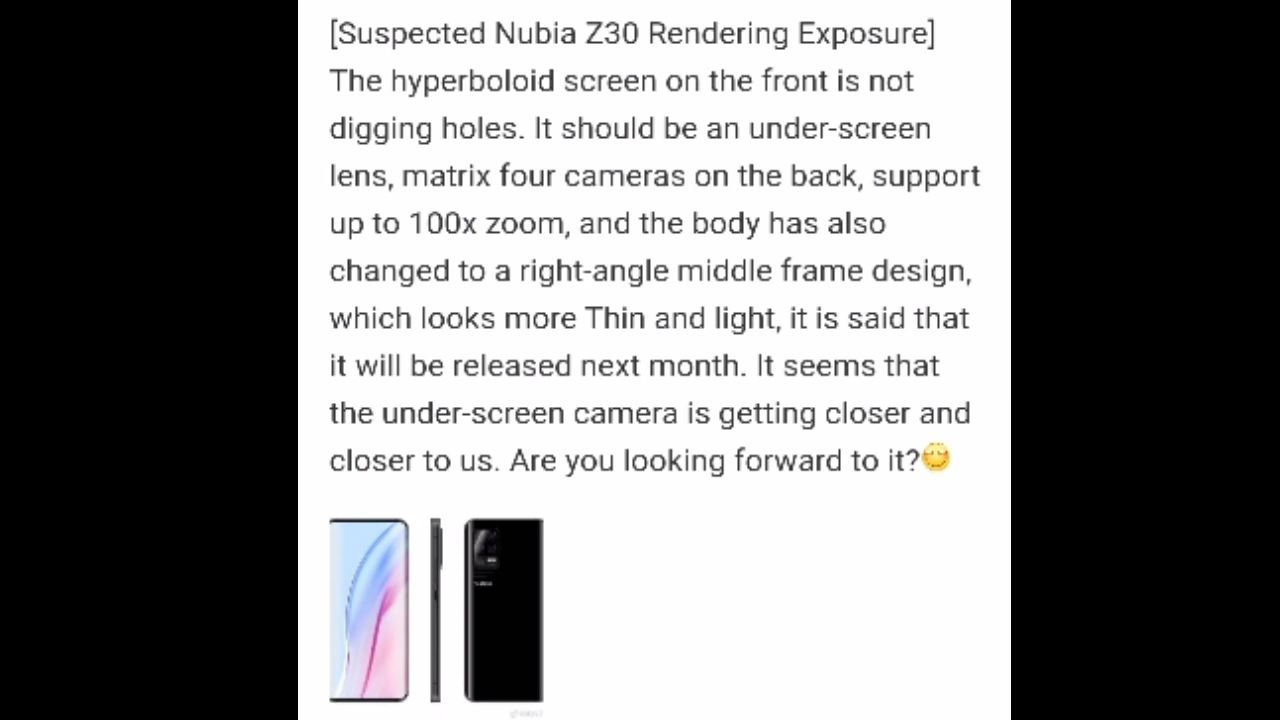 [Suspected Nubia Z30 Rendering Exposure]
The hyperboloid screen on the front is not
digging holes. It should be an under-screen
lens, matrix four cameras on the back, support
up to 100x zoom, and the body has also
changed to a right-angle middle frame design,
which looks more Thin and light, it is said that
it will be released next month. It seems that
the under-screen camera is getting closer and
closer to us. Are you looking forward to it?😊